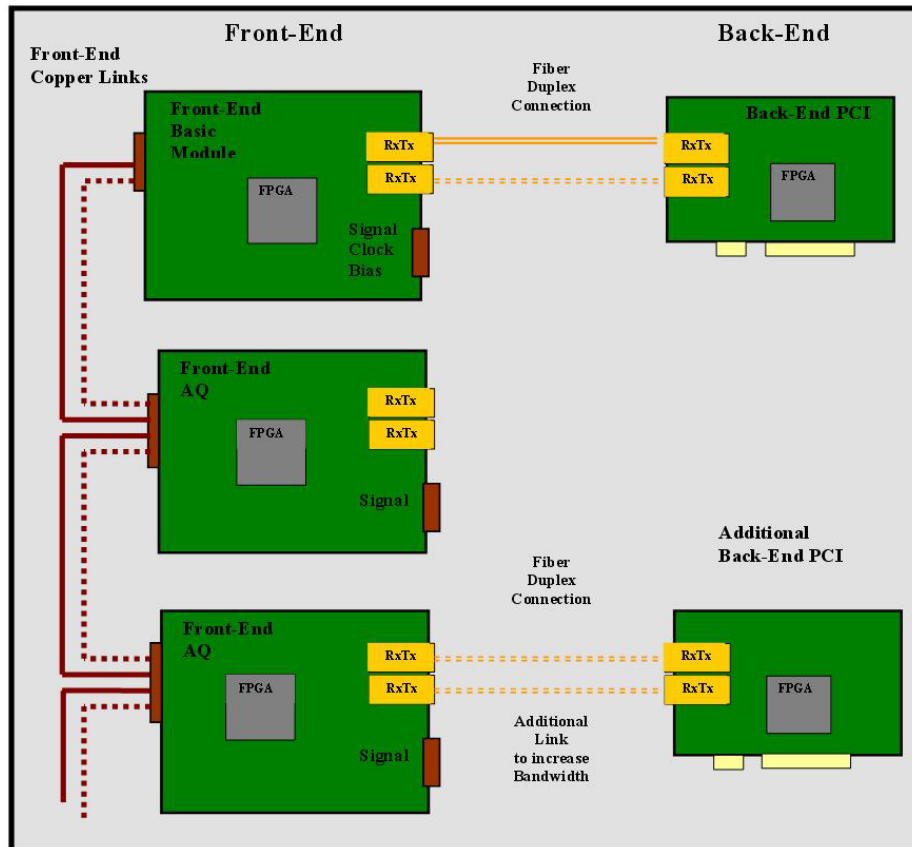 Front-End
Back-End
Front-End
Copper Links
Fiber
Duplex
Connection
Front-End
Basic
Module
RxTx
RxTx
FPGA
Signal
Clock
Bias
Back-End PCI
RxTx
RxTx
FPGA
Front-End
AQ
RxTx
RxTx
FPGA
Signal
Additional
Back-End PCI
Fiber
Duplex
Connection
Front-End
AQ
RxTx
RxTx
FPGA
Signal
RxTx
RxTx
FPGA
Additional
Link
to increase
Bandwidth